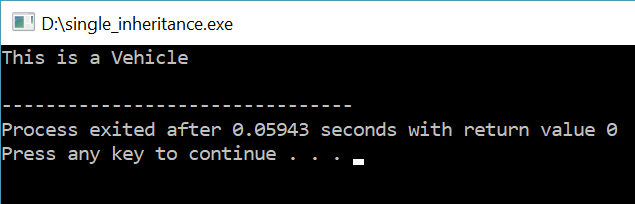 D:\single_inheritance.exe
This is a Vehicle
--------------------------------
Process exited after 0.05943 seconds with return value 0
Press any key to continue . . .